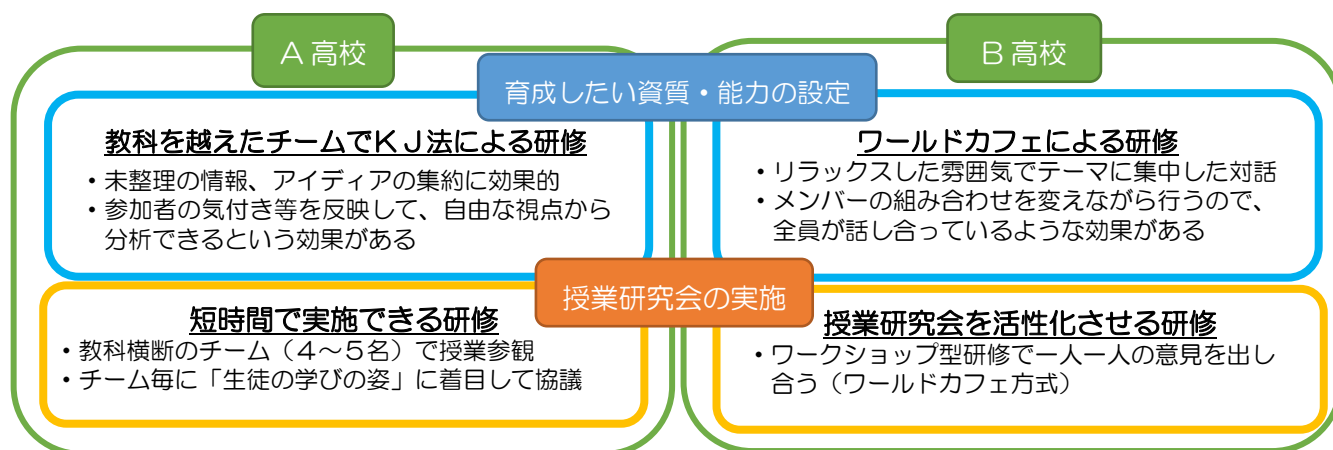 A高校
B高校
育成したい資質・能力の設定
教科を越えたチームでKJ法による研修
・未整理の情報、アイディアの集約に効果的
・参加者の気付き等を反映して、自由な視点から
分析できるという効果がある
ワールドカフェによる研修
・リラックスした雰囲気でテーマに集中した対話
・メンバーの組み合わせを変えながら行うので、
全員が話し合っているような効果がある
授業研究会の実施
短時間で実施できる研修
・教科横断のチーム（4～5名）で授業参観
・チーム毎に「生徒の学びの姿」に着目して協議
授業研究会を活性化させる研修
・ワークショップ型研修で一人一人の意見を出し
合う（ワールドカフェ方式）